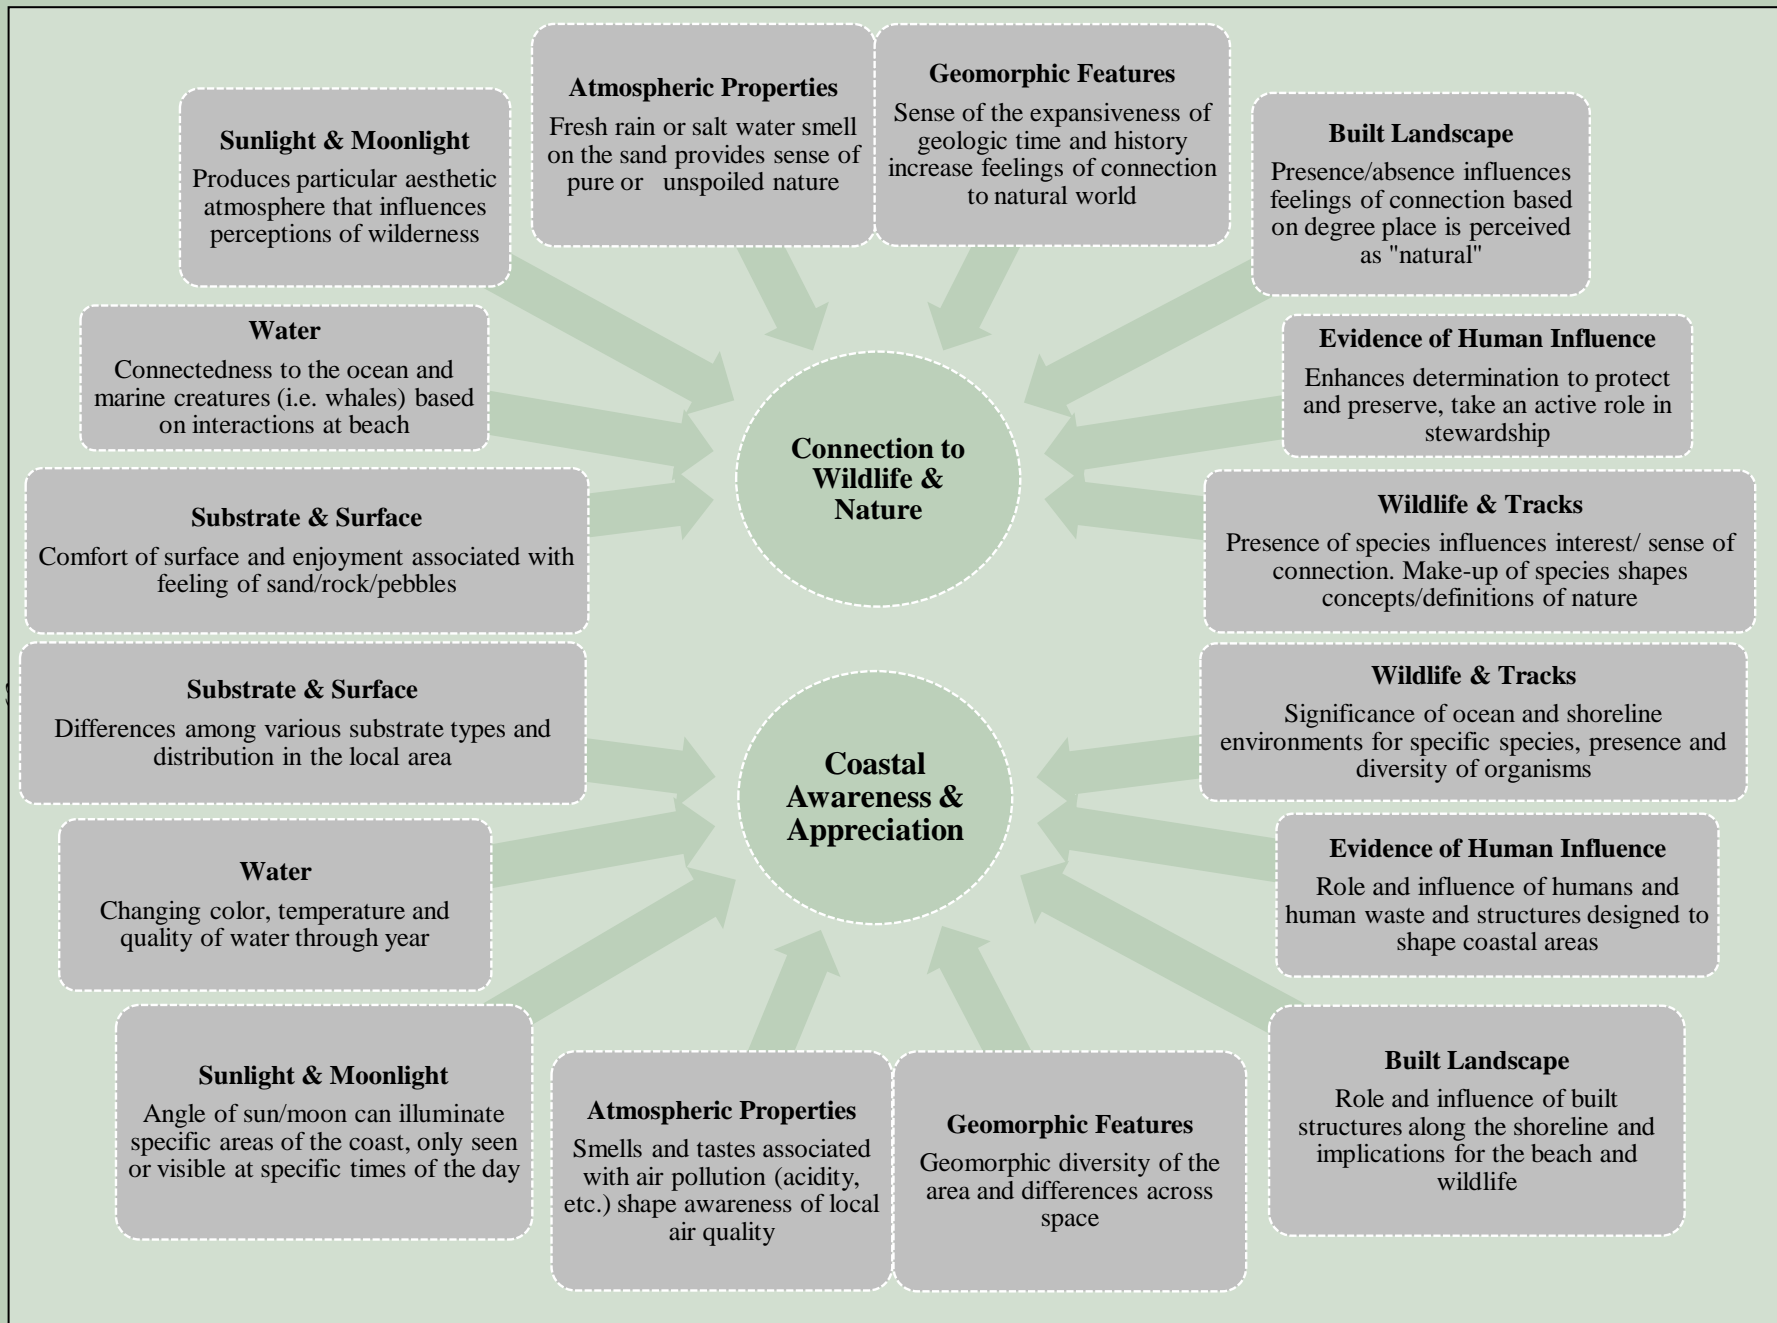 Atmospheric Properties
Fresh rain or salt water smell
on the sand provides sense of
pure or unspoiled nature
Geomorphic Features
Sense of the expansiveness of
geologic time and history
increase feelings of connection
to natural world
Sunlight & Moonlight
Produces particular aesthetic
atmosphere that influences
perceptions of wilderness
Built Landscape
Presence/absence influences
feelings of connection based
on degree place is perceived
as "natural"
Water
Connectedness to the ocean and
marine creatures (i.e. whales) based
on interactions at beach
Evidence of Human Influence
Enhances determination to protect
and preserve, take an active role in
stewardship
Connection to
Wildlife &
Nature
Substrate & Surface
Comfort of surface and enjoyment associated with
feeling of sand/rock/pebbles
Wildlife & Tracks
Presence of species influences interest/ sense of
connection. Make-up of species shapes
concepts/definitions of nature
Substrate & Surface
Differences among various substrate types and
distribution in the local area
Wildlife & Tracks
Significance of ocean and shoreline
environments for specific species, presence and
diversity of organisms
Coastal
Awareness &
Appreciation
Water
Changing color, temperature and
quality of water through year
Evidence of Human Influence
Role and influence of humans and
human waste and structures designed to
shape coastal areas
Sunlight & Moonlight
Angle of sun/moon can illuminate
specific areas of the coast, only seen
or visible at specific times of the day
Atmospheric Properties
Smells and tastes associated
with air pollution (acidity,
etc.) shape awareness of local
air quality
Geomorphic Features
Geomorphic diversity of the
area and differences across
space
Built Landscape
Role and influence of built
structures along the shoreline and
implications for the beach and
wildlife